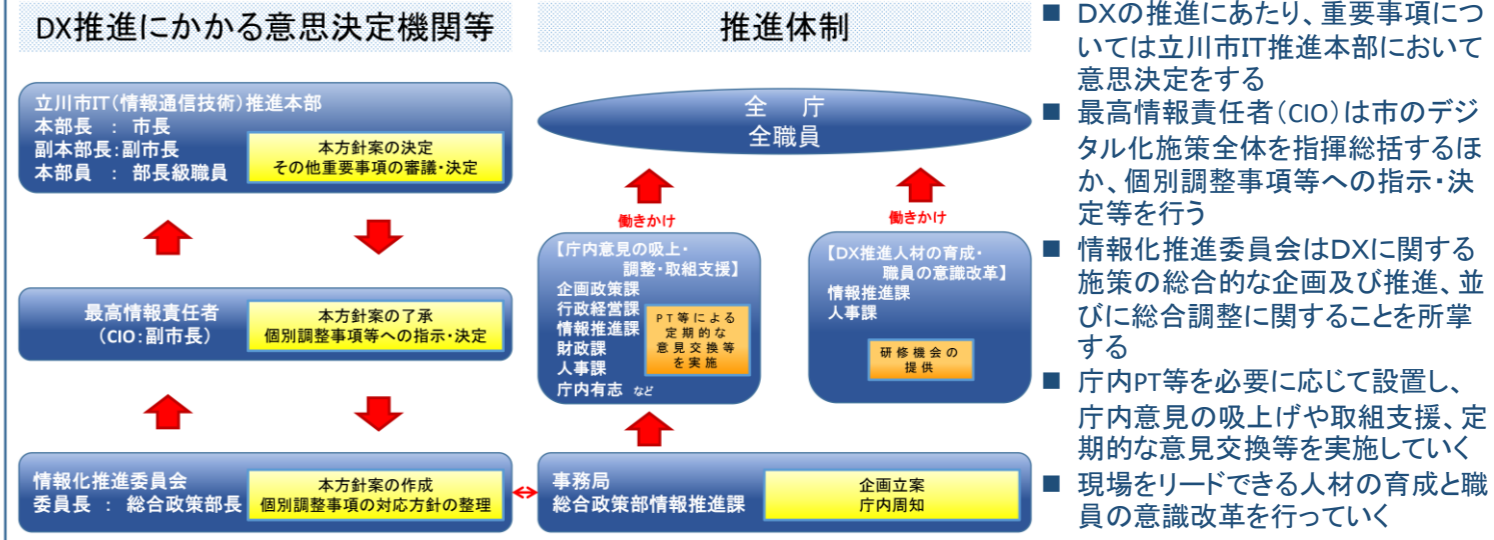 DX推進にかかる意思決定機関等
立川市IT(情報通信技術)推進本部
本部長 : 市長
副本部長:副市長
本部員 : 部長級職員
本方針案の決定
その他重要事項の審議・決定
最高情報責任者
(CIO:副市長)
本方針案の了承
個別調整事項等への指示・決定
情報化推進委員会
委員長 : 総合政策部長
本方針案の作成
個別調整事項の対応方針の整理
推進体制
全 庁
全職員
働きかけ
働きかけ
【庁内意見の吸上・
調整・取組支援】
企画政策課
行政経営課
情報推進課
財政課
人事課
庁内有志 など
PT等による
定期的な
意見交換等
を実施
【DX推進人材の育成・
職員の意識改革】
情報推進課
人事課
研修機会の
提供
事務局
総合政策部情報推進課
企画立案
庁内周知
■ DXの推進にあたり、重要事項につ
いては立川市IT推進本部において
意思決定をする
■ 最高情報責任者(CIO)は市のデジ
タル化施策全体を指揮総括するほ
か、個別調整事項等への指示・決
定等を行う
■ 情報化推進委員会はDXに関する
施策の総合的な企画及び推進、並
びに総合調整に関することを所掌
する
■ 庁内PT等を必要に応じて設置し、
庁内意見の吸上げや取組支援、定
期的な意見交換等を実施していく
■ 現場をリードできる人材の育成と職
員の意識改革を行っていく